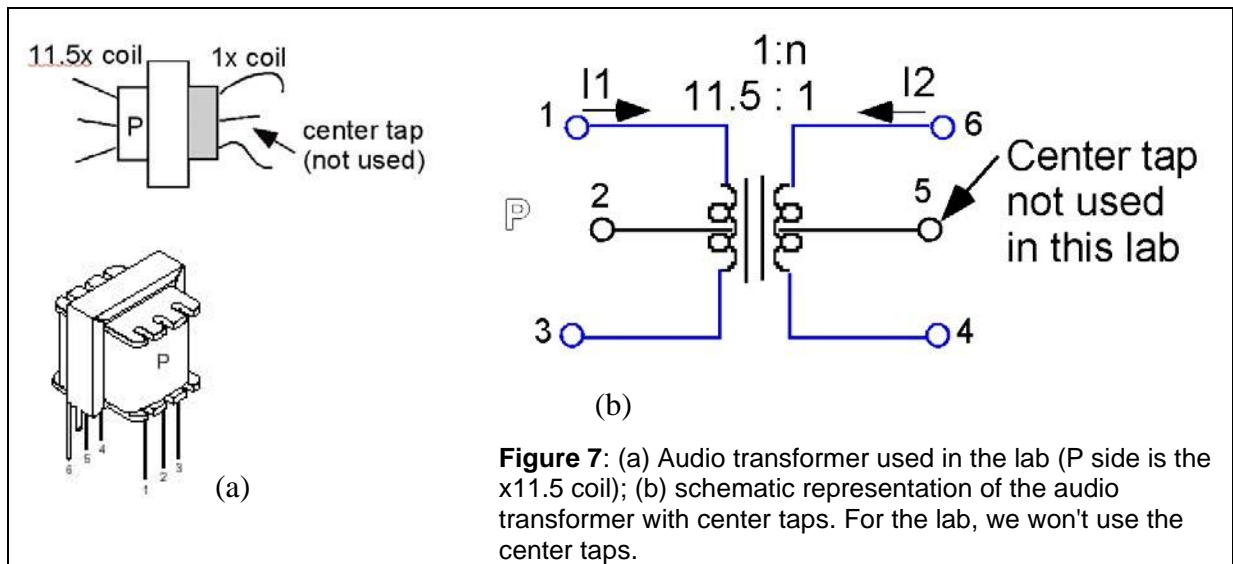 11.5x coil
1x coil
P
center tap
(not used)
P
6
5
4
1
2
3
(a)
1:n
11.5 : 1
I1
I2
1
6
2
5
P
3
4
Center tap
not used
in this lab
(b)
Figure 7: (a) Audio transformer used in the lab (P side is the
x11.5 coil); (b) schematic representation of the audio
transformer with center taps. For the lab, we won't use the
center taps.